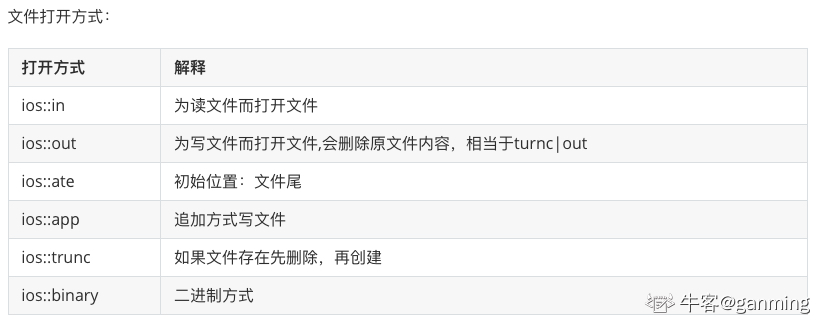 文件打开方式：
打开方式 解释
ios::in 为读文件而打开文件
ios::out 为写文件而打开文件,会删除原文件内容，相当于turnc|out
ios::ate 初始位置：文件尾
ios::app 追加方式写文件
ios::trunc 如果文件存在先删除，再创建
ios::binary 二进制方式
牛客@ganming